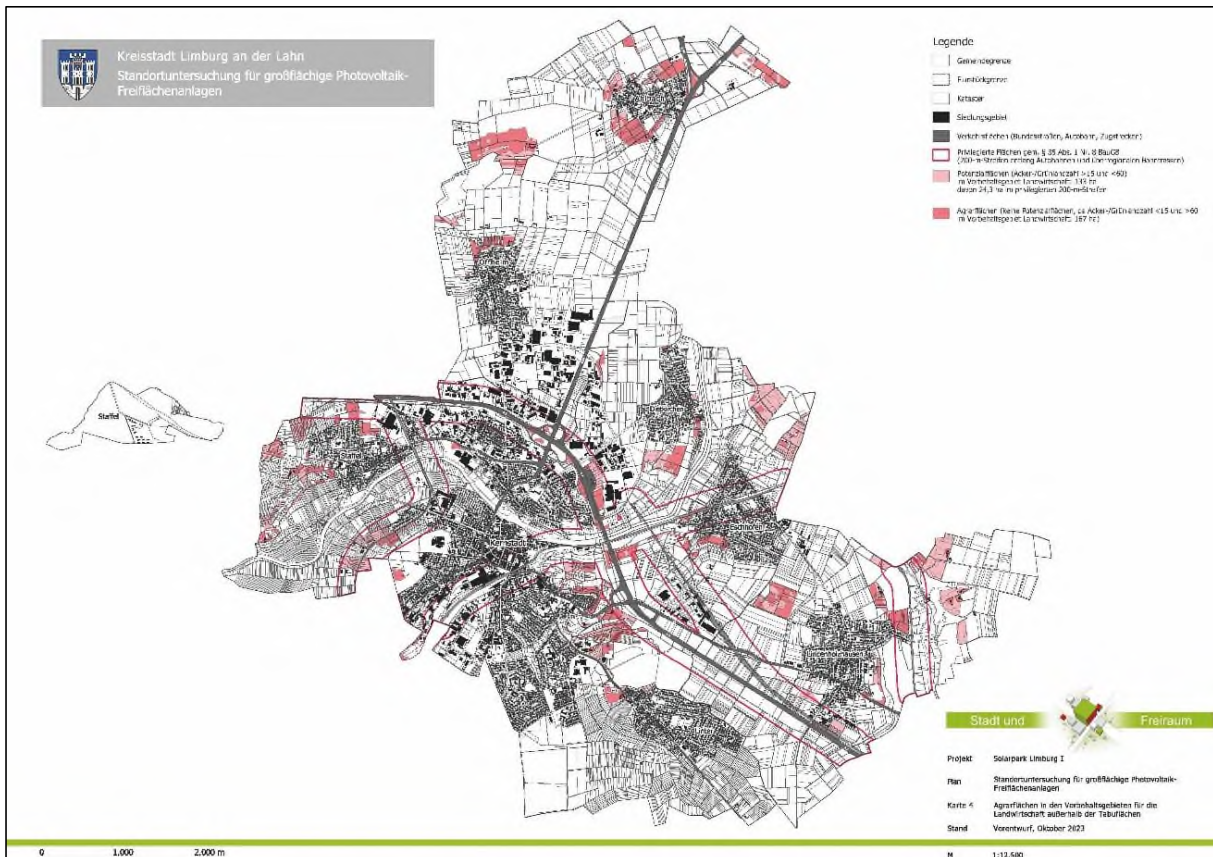 Kreisstadt Limburg an der Lahn
Standortuntersuchung für großflächige Photovoltaik-
Freiflächenanlagen
Legende
Gemeindegrenze
Flurstückgrenze
Kataster
Siedlungsgebiet
Verkehrsflächen (Bundesstraßen, Autobahn, Zugstrecken)
Privilegierte Flächen gem. § 35 Abs. 1 Nr. 8 BauGB
(200-m-Streifen entlang Autobahnen und überregionalen Bahntrassen)
Potenzialflächen (Acker-/Grünlandzahl >15 und <60)
im Vorbehaltsgebiet Landwirtschaft: 133 ha
davon 24,3 ha im privilegierten 200-m-Streifen
Agrarflächen (keine Potenzialflächen, da Acker-/Grünlandzahl <15 und >60
im Vorbehaltsgebiet Landwirtschaft: 167 ha)
Ahlbach
Offheim
Dietkirchen
Staffel
Staffel
Eschhofen
Kernstadt
Lindenholzhausen
Linter
Stadt und Freiraum
Projekt Solarpark Limburg I
Plan Standortuntersuchung für großflächige Photovoltaik-
Freiflächenanlagen
Karte Agrarflächen in den Vorbehaltsgebieten für die
Landwirtschaft außerhalb der Tabuflächen
Stand Vorentwurf, Oktober 2023
M 1:12.500
0 1.000 2.000 m